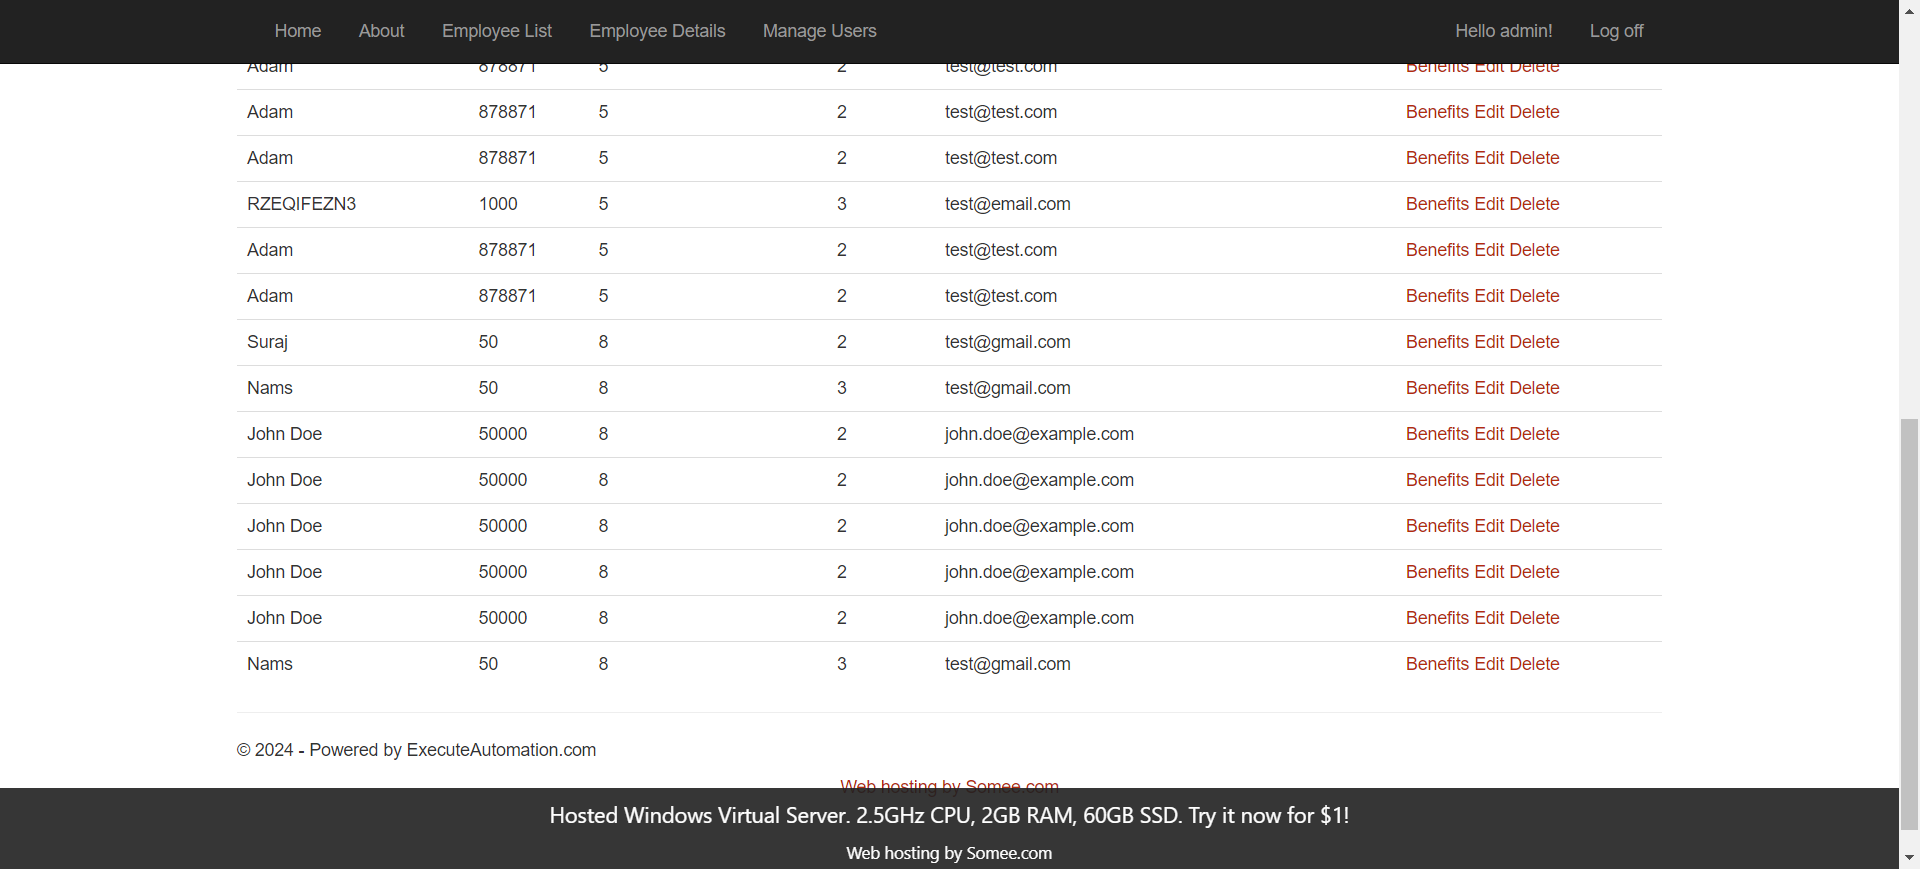 Home About Employee List Employee Details Manage Users Hello admin! Log off
Adam 878871 5 2 test@test.com Benefits Edit Delete
Adam 878871 5 2 test@test.com Benefits Edit Delete
Adam 878871 5 2 test@test.com Benefits Edit Delete
RZEQIFEZN3 1000 5 3 test@email.com Benefits Edit Delete
Adam 878871 5 2 test@test.com Benefits Edit Delete
Adam 878871 5 2 test@test.com Benefits Edit Delete
Suraj 50 8 2 test@gmail.com Benefits Edit Delete
Nams 50 8 3 test@gmail.com Benefits Edit Delete
John Doe 50000 8 2 john.doe@example.com Benefits Edit Delete
John Doe 50000 8 2 john.doe@example.com Benefits Edit Delete
John Doe 50000 8 2 john.doe@example.com Benefits Edit Delete
John Doe 50000 8 2 john.doe@example.com Benefits Edit Delete
John Doe 50000 8 2 john.doe@example.com Benefits Edit Delete
Nams 50 8 3 test@gmail.com Benefits Edit Delete
© 2024 - Powered by ExecuteAutomation.com
Web hosting by Somee.com
Hosted Windows Virtual Server. 2.5GHz CPU, 2GB RAM, 60GB SSD. Try it now for $1!
Web hosting by Somee.com